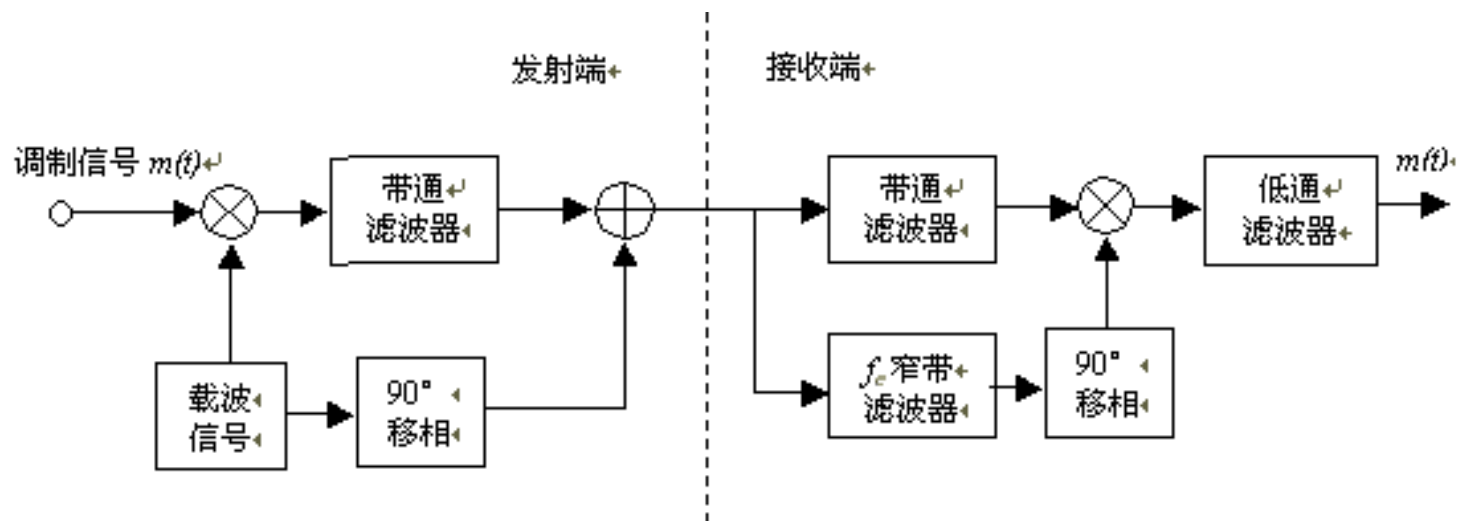 发射端
接收端
调制信号 m(t)
带通
滤波器
带通
滤波器
低通
滤波器
m(t)
载波
信号
90°
移相
fc 窄带
滤波器
90°
移相